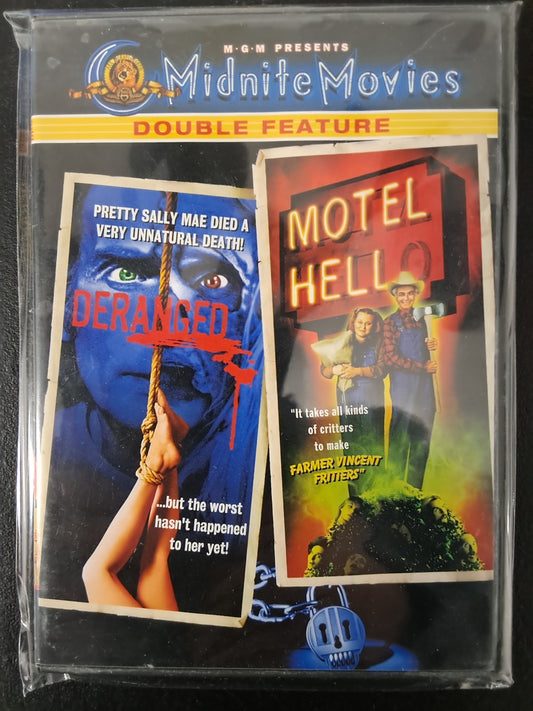 M·G·M PRESENTS
Midnite Movies
DOUBLE FEATURE
PRETTY SALLY MAE DIED A
VERY UNNATURAL DEATH!
DERANGED
...but the worst
hasn't happened
to her yet!
MOTEL
HELLO
"It takes all kinds
of critters
to make
FARMER VINCENT
FRITTERS"